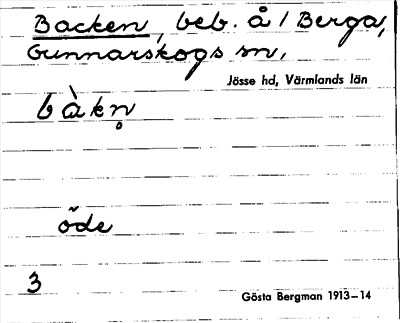 Backen, beb. å / Berga,
Gunnarskogs sn,
Jösse hd, Värmlands län
bàkn̥
öde
3
Gösta Bergman 1913–14